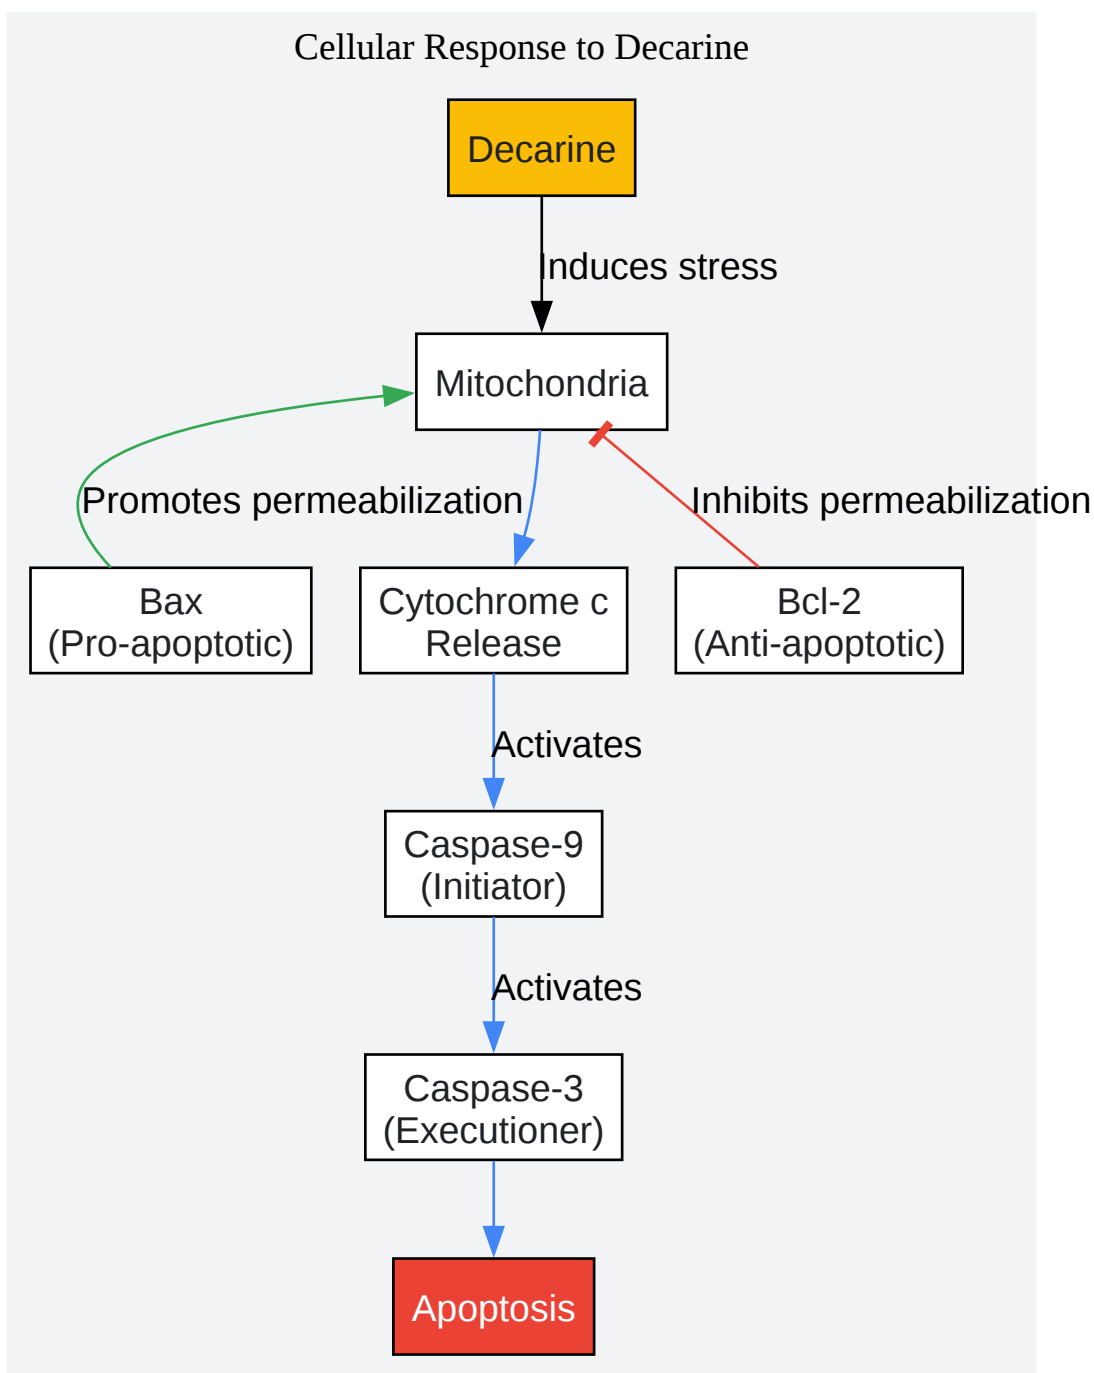 Cellular Response to Decarine
Decarine
Induces stress
Mitochondria
Promotes permeabilization
Inhibits permeabilization
Bax
(Pro-apoptotic)
Cytochrome c
Release
Bcl-2
(Anti-apoptotic)
Activates
Caspase-9
(Initiator)
Activates
Caspase-3
(Executioner)
Apoptosis